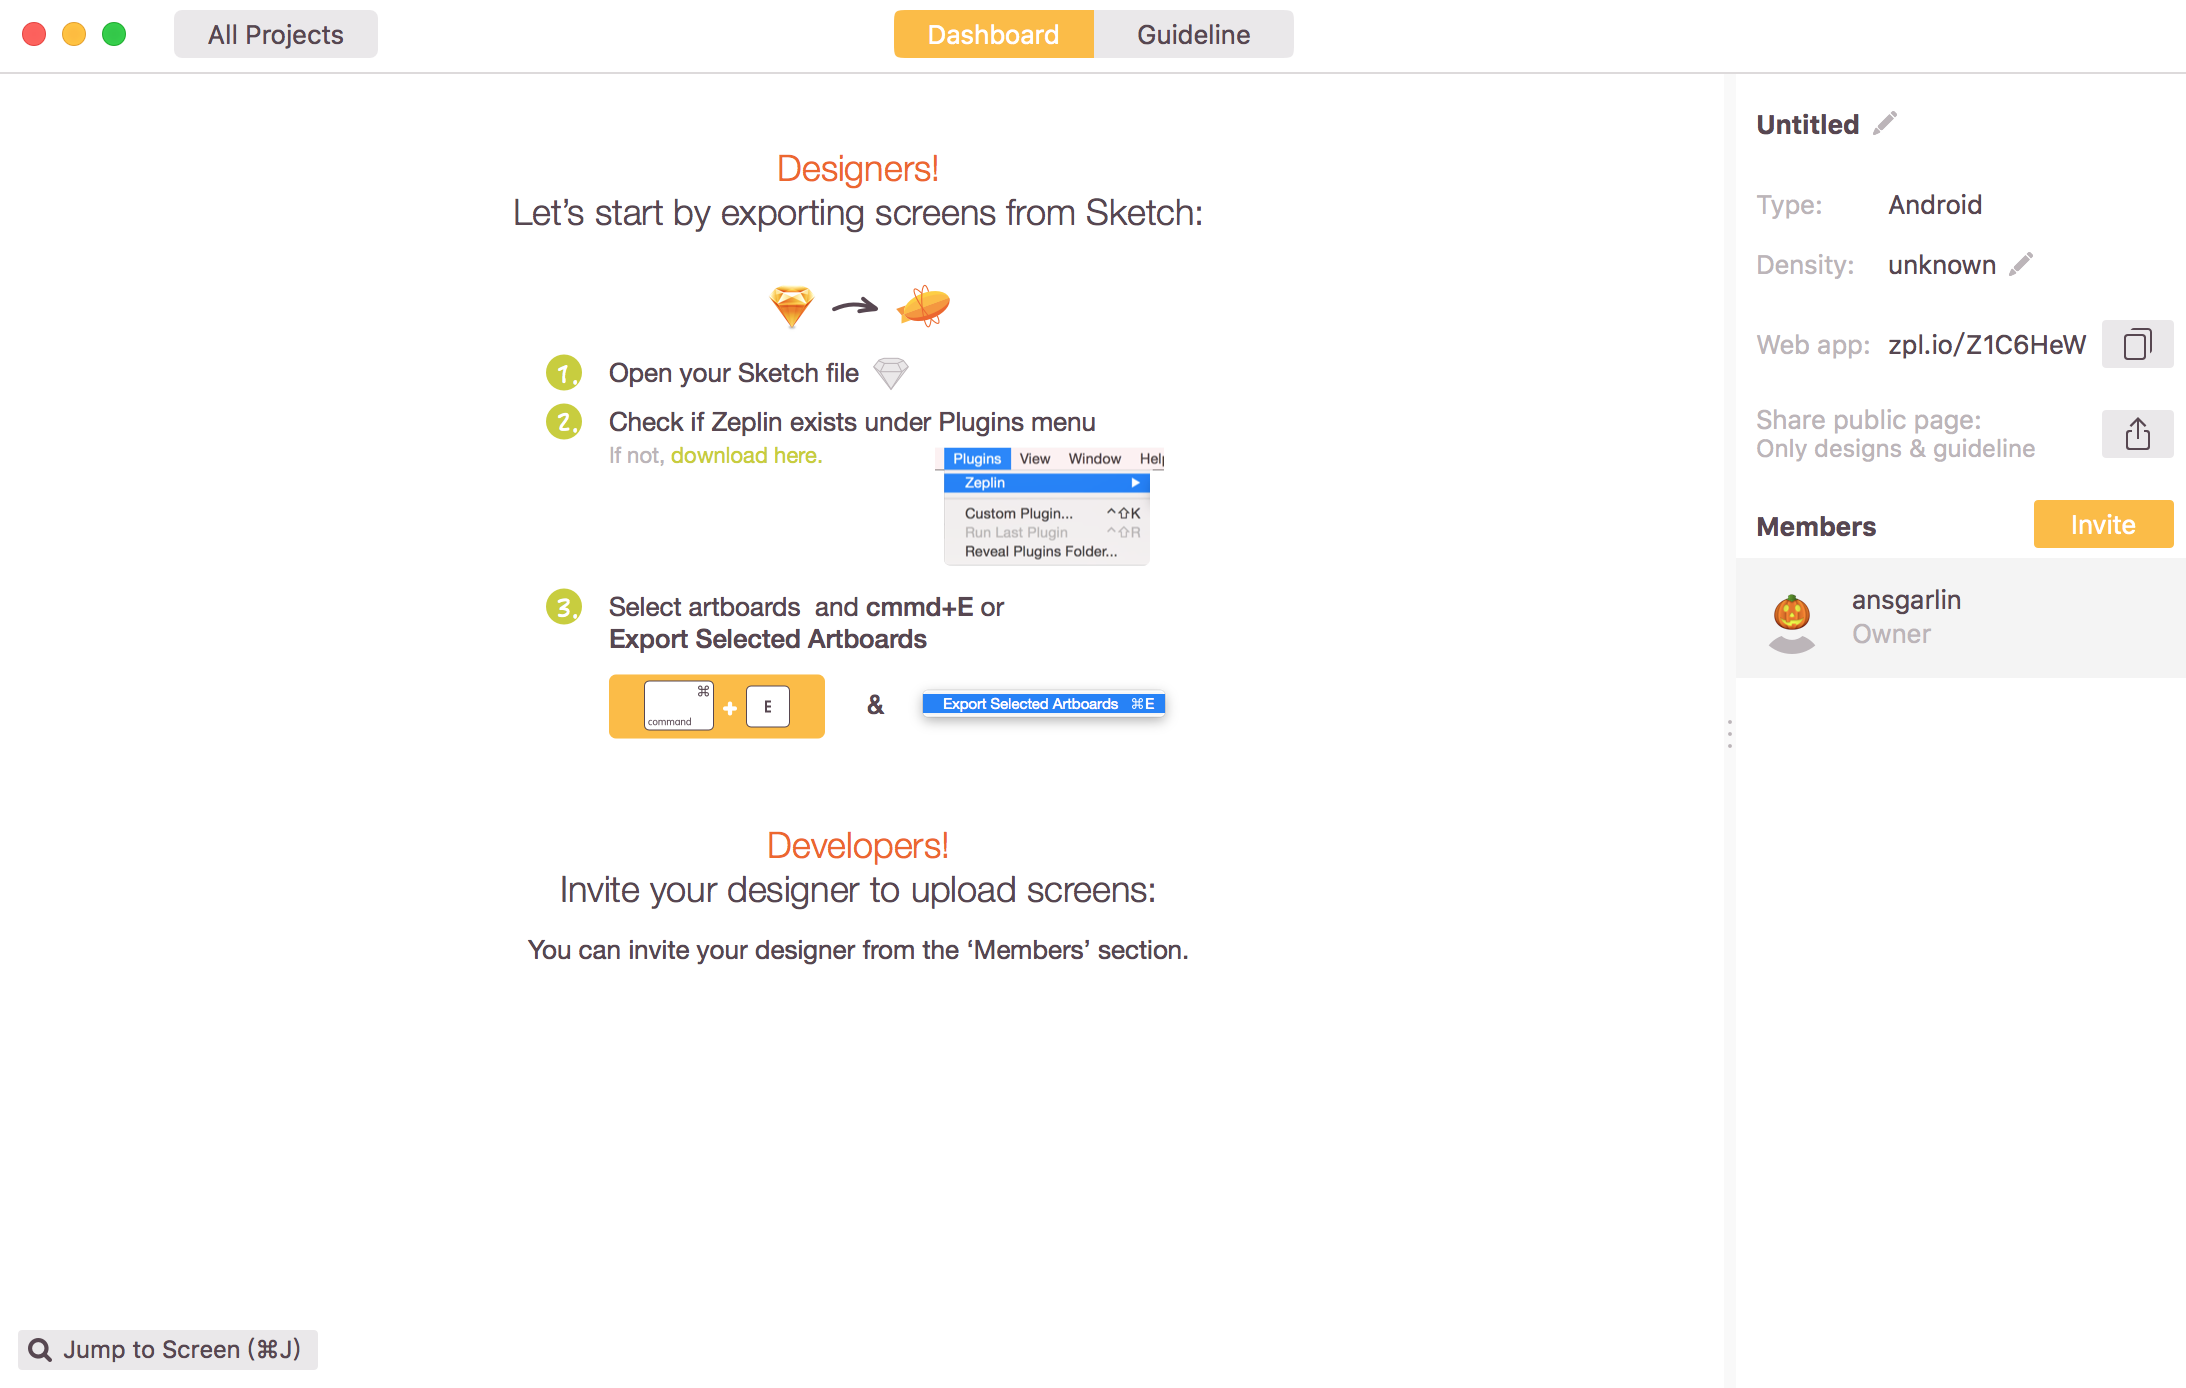 All Projects
Dashboard
Guideline
Designers!
Let’s start by exporting screens from Sketch:
1. Open your Sketch file
2. Check if Zeplin exists under Plugins menu
If not, download here.
Plugins View Window Help
Zeplin
Custom Plugin... ^⇧K
Run Last Plugin ^⇧R
Reveal Plugins Folder...
3. Select artboards and cmmd+E or
Export Selected Artboards
⌘
command + E & Export Selected Artboards ⌘E
Developers!
Invite your designer to upload screens:
You can invite your designer from the ‘Members’ section.
Jump to Screen (⌘J)
Untitled
Type: Android
Density: unknown
Web app: zpl.io/Z1C6HeW
Share public page:
Only designs & guideline
Members
Invite
ansgarlin
Owner